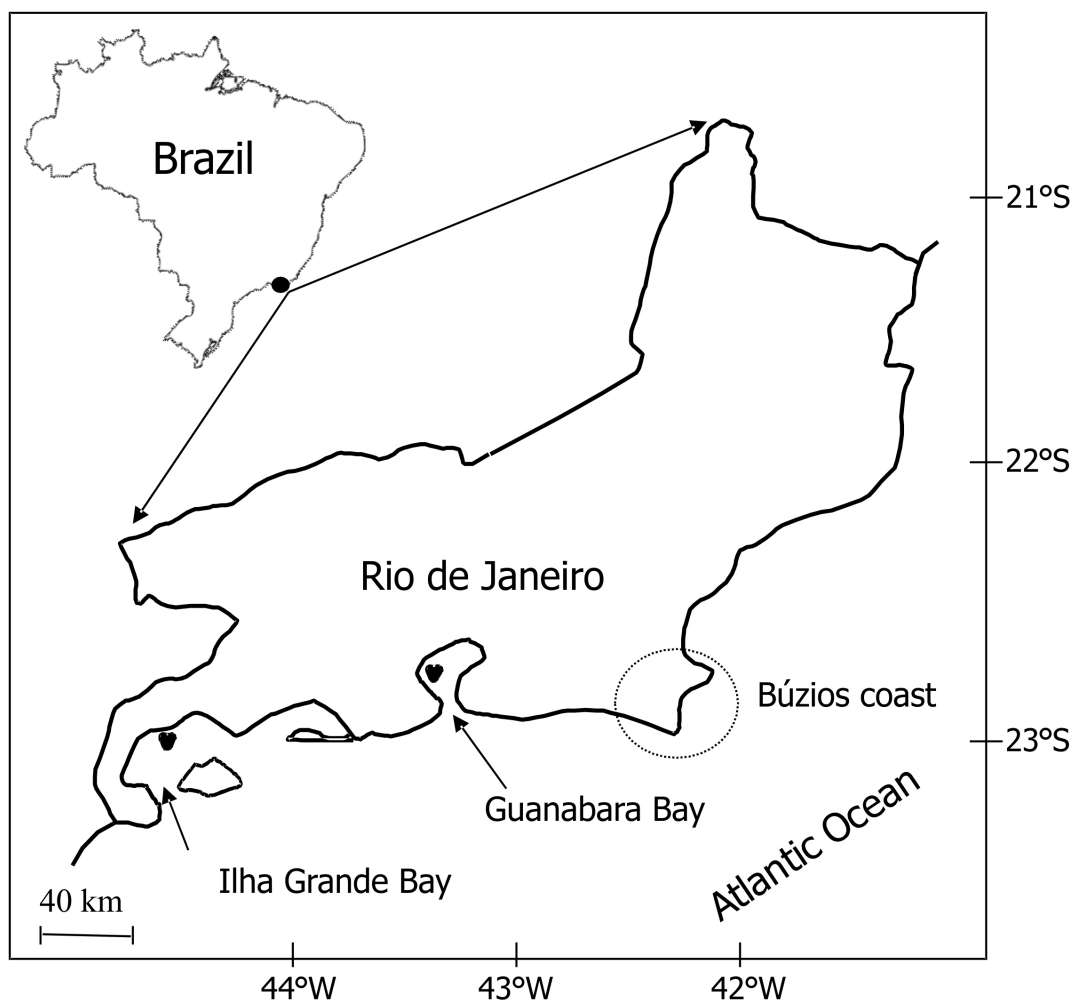 Brazil
21°S
22°S
Rio de Janeiro
Búzios coast
23°S
Guanabara Bay
Atlantic Ocean
Ilha Grande Bay
40 km
44°W
43°W
42°W